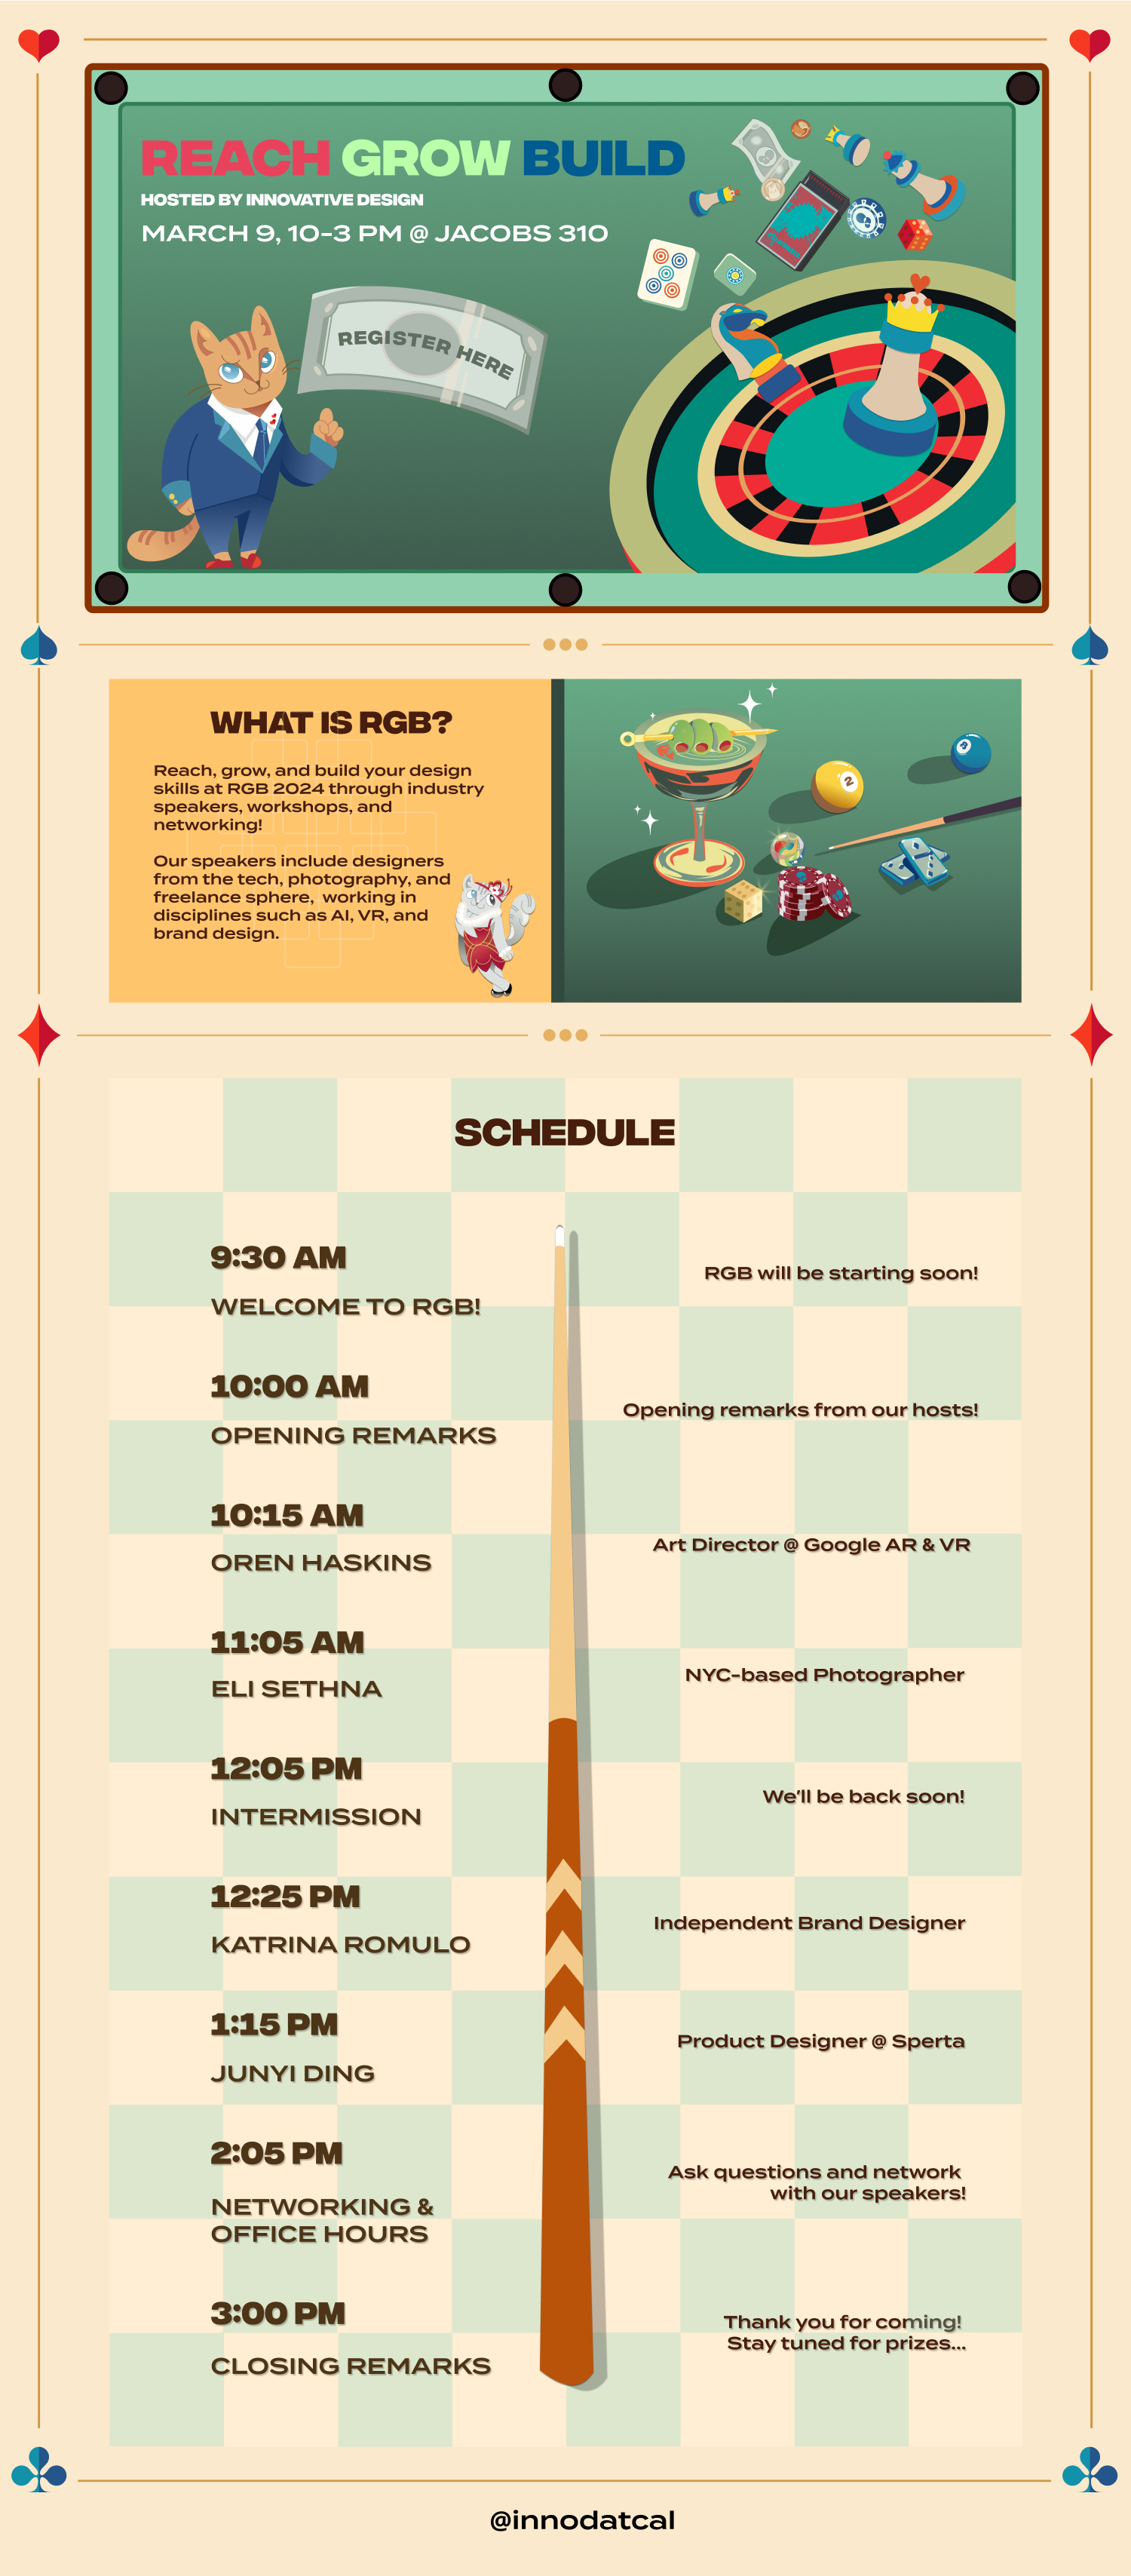 REACH GROW BUILD
HOSTED BY INNOVATIVE DESIGN
MARCH 9, 10-3 PM @ JACOBS 310
REGISTER HERE
WHAT IS RGB?
Reach, grow, and build your design
skills at RGB 2024 through industry
speakers, workshops, and
networking!
Our speakers include designers
from the tech, photography, and
freelance sphere, working in
disciplines such as AI, VR, and
brand design.
2
3
SCHEDULE
9:30 AM
WELCOME TO RGB!
RGB will be starting soon!
10:00 AM
OPENING REMARKS
Opening remarks from our hosts!
10:15 AM
OREN HASKINS
Art Director @ Google AR & VR
11:05 AM
ELI SETHNA
NYC-based Photographer
12:05 PM
INTERMISSION
We'll be back soon!
12:25 PM
KATRINA ROMULO
Independent Brand Designer
1:15 PM
JUNYI DING
Product Designer @ Sperta
2:05 PM
NETWORKING &
OFFICE HOURS
Ask questions and network
with our speakers!
3:00 PM
CLOSING REMARKS
Thank you for coming!
Stay tuned for prizes...
@innodatcal